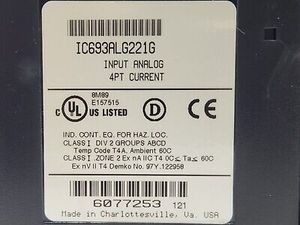 IC693ALG221G
INPUT ANALOG
4PT CURRENT
8M89
E157515
C UL US LISTED
IND. CONT. EQ. FOR HAZ. LOC.
CLASS I DIV 2 GROUPS ABCD
Temp Code T4A. Ambient 60C
CLASS I. ZONE 2 Ex nA IIC T4 0C≤ Ta≤ 60C
Ex nV II T4 Demko No. 97Y.122958
6077253 121
Made in Charlottesville, Va. USA